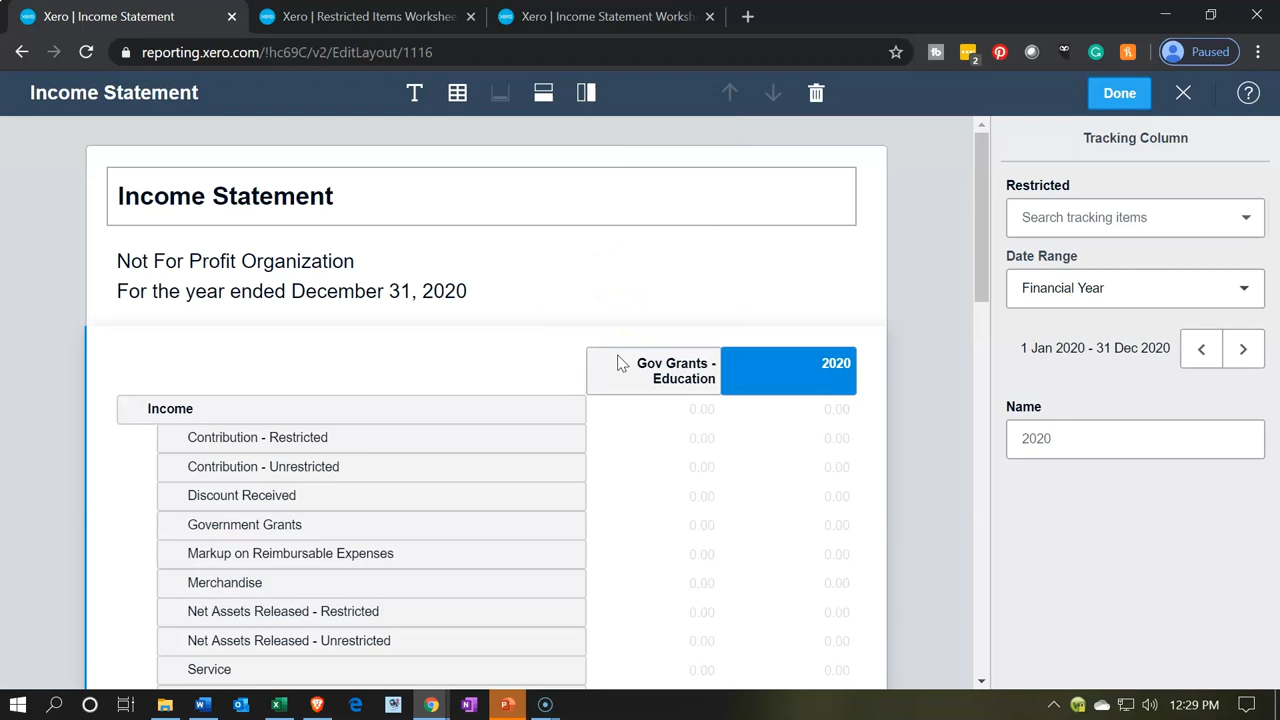 Xero | Income Statement
Xero | Restricted Items Workshee
Xero | Income Statement Worksh
reporting.xero.com/!hc69C/v2/EditLayout/1116
2
Paused
Income Statement
Done
Tracking Column
Restricted
Search tracking items
Date Range
Financial Year
1 Jan 2020 - 31 Dec 2020
Name
2020
Income Statement
Not For Profit Organization
For the year ended December 31, 2020
Gov Grants - Education
2020
Income 0.00 0.00
Contribution - Restricted 0.00 0.00
Contribution - Unrestricted 0.00 0.00
Discount Received 0.00 0.00
Government Grants 0.00 0.00
Markup on Reimbursable Expenses 0.00 0.00
Merchandise 0.00 0.00
Net Assets Released - Restricted 0.00 0.00
Net Assets Released - Unrestricted 0.00 0.00
Service 0.00 0.00
12:29 PM